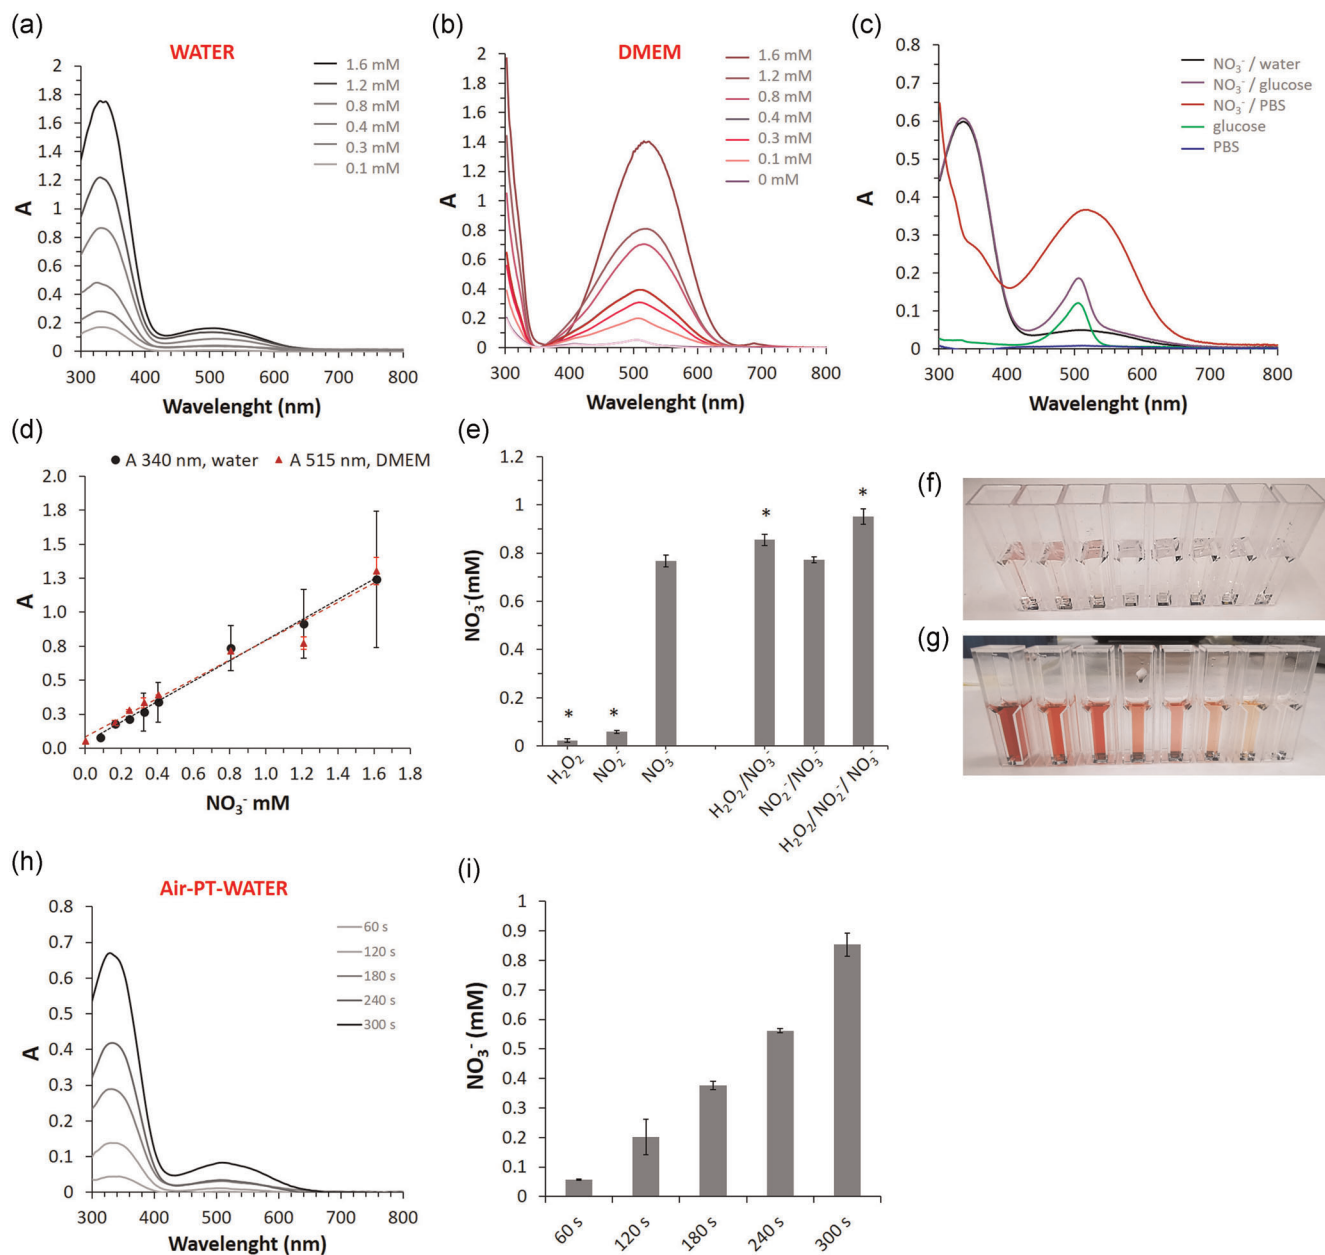 (a)
WATER
1.6 mM
1.2 mM
0.8 mM
0.4 mM
0.3 mM
0.1 mM
2
1.8
1.6
1.4
1.2
1
0.8
0.6
0.4
0.2
0
A
300 400 500 600 700 800
Wavelenght (nm)
(b)
DMEM
1.6 mM
1.2 mM
0.8 mM
0.4 mM
0.3 mM
0.1 mM
0 mM
2
1.8
1.6
1.4
1.2
1
0.8
0.6
0.4
0.2
0
A
300 400 500 600 700 800
Wavelenght (nm)
(c)
NO₃⁻ / water
NO₃⁻ / glucose
NO₃⁻ / PBS
glucose
PBS
0.8
0.7
0.6
0.5
0.4
0.3
0.2
0.1
0
A
300 400 500 600 700 800
Wavelenght (nm)
(d)
A 340 nm, water A 515 nm, DMEM
2.0
1.8
1.5
1.3
1.0
0.8
0.5
0.3
0.0
A
0.0 0.2 0.4 0.6 0.8 1.0 1.2 1.4 1.6 1.8
NO₃⁻ mM
(e)
1.2
1
0.8
0.6
0.4
0.2
0
NO₃⁻ (mM)
* * * *
H₂O₂
NO₂⁻
NO₃⁻
H₂O₂/NO₃⁻
NO₂⁻/NO₃⁻
H₂O₂/ NO₂⁻/ NO₃⁻
(f)
(g)
(h)
Air-PT-WATER
60 s
120 s
180 s
240 s
300 s
0.8
0.7
0.6
0.5
0.4
0.3
0.2
0.1
0
A
300 400 500 600 700 800
Wavelenght (nm)
(i)
1
0.9
0.8
0.7
0.6
0.5
0.4
0.3
0.2
0.1
0
NO₃⁻ (mM)
60 s
120 s
180 s
240 s
300 s